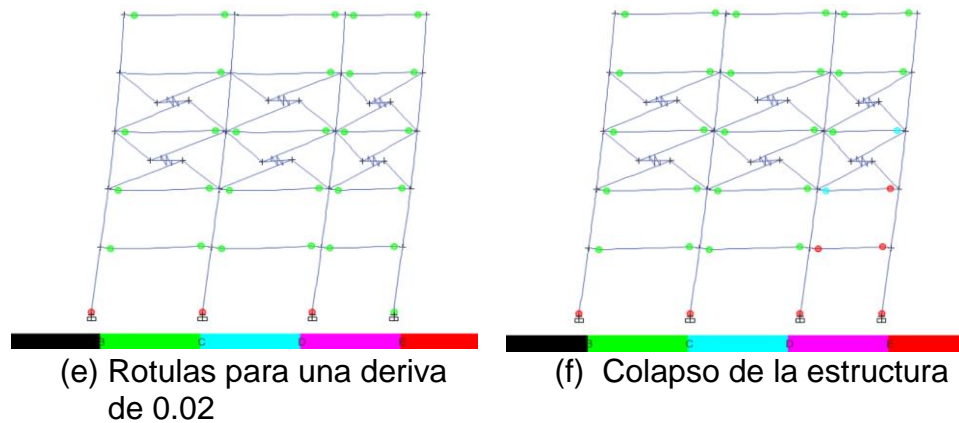 B C D E
B C D E
(e) Rotulas para una deriva
de 0.02
(f) Colapso de la estructura